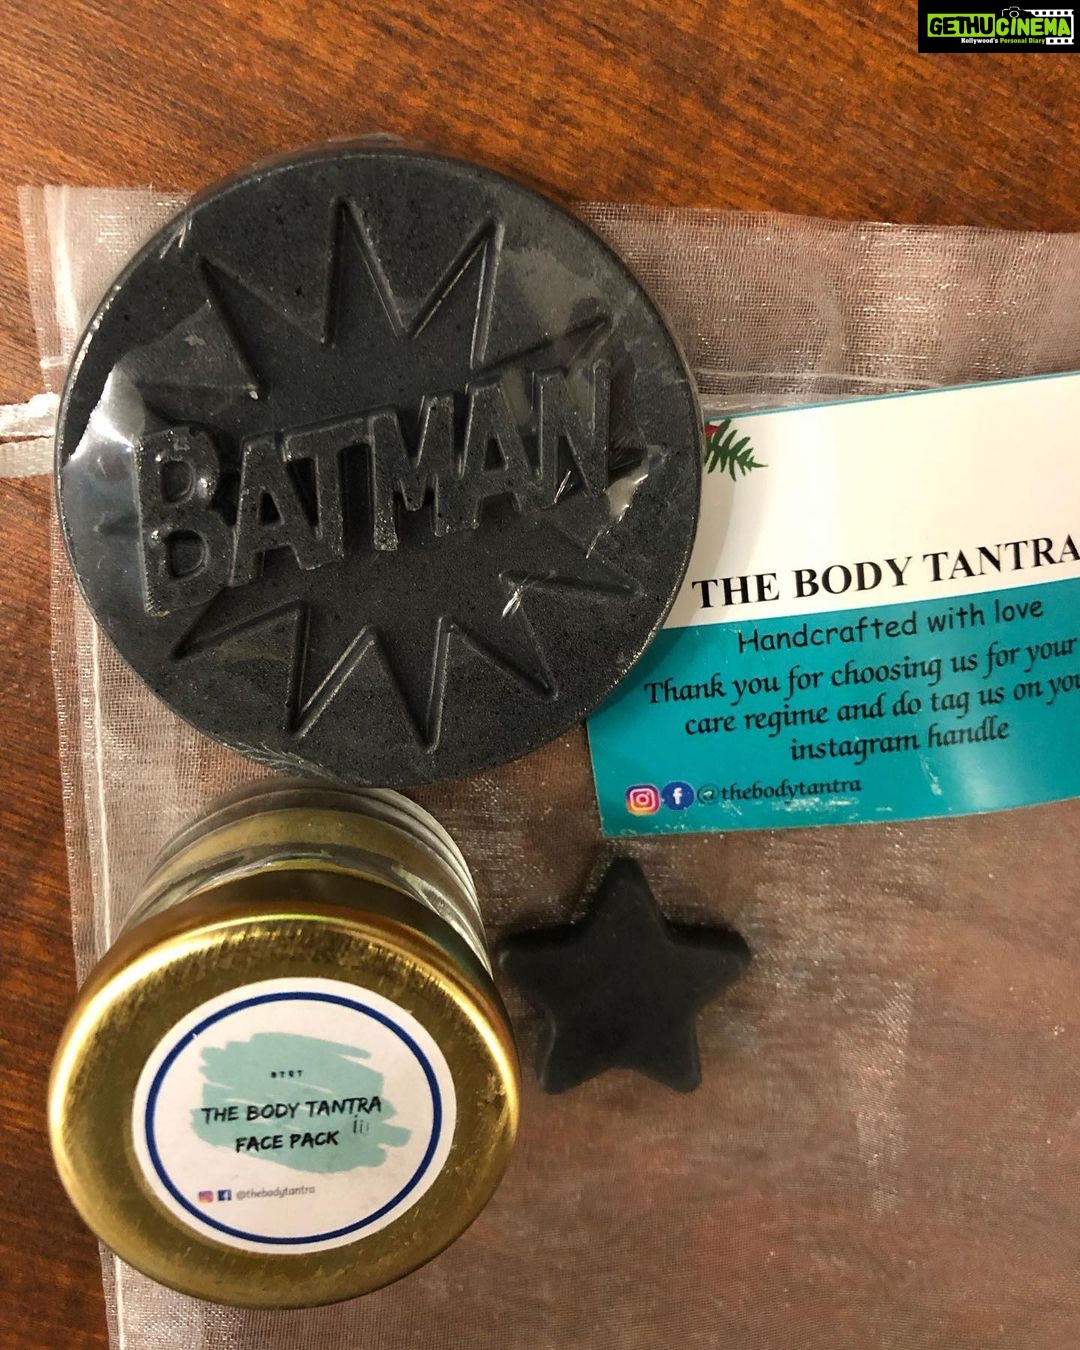 GETHUCINEMA
Kollywood's Personal Diary
BATMAN
THE BODY TANTRA
Handcrafted with love
Thank you for choosing us for your
care regime and do tag us on
instagram handle
@thebodytantra
THE BODY TANTRA
FACE PACK
@thebodytantra